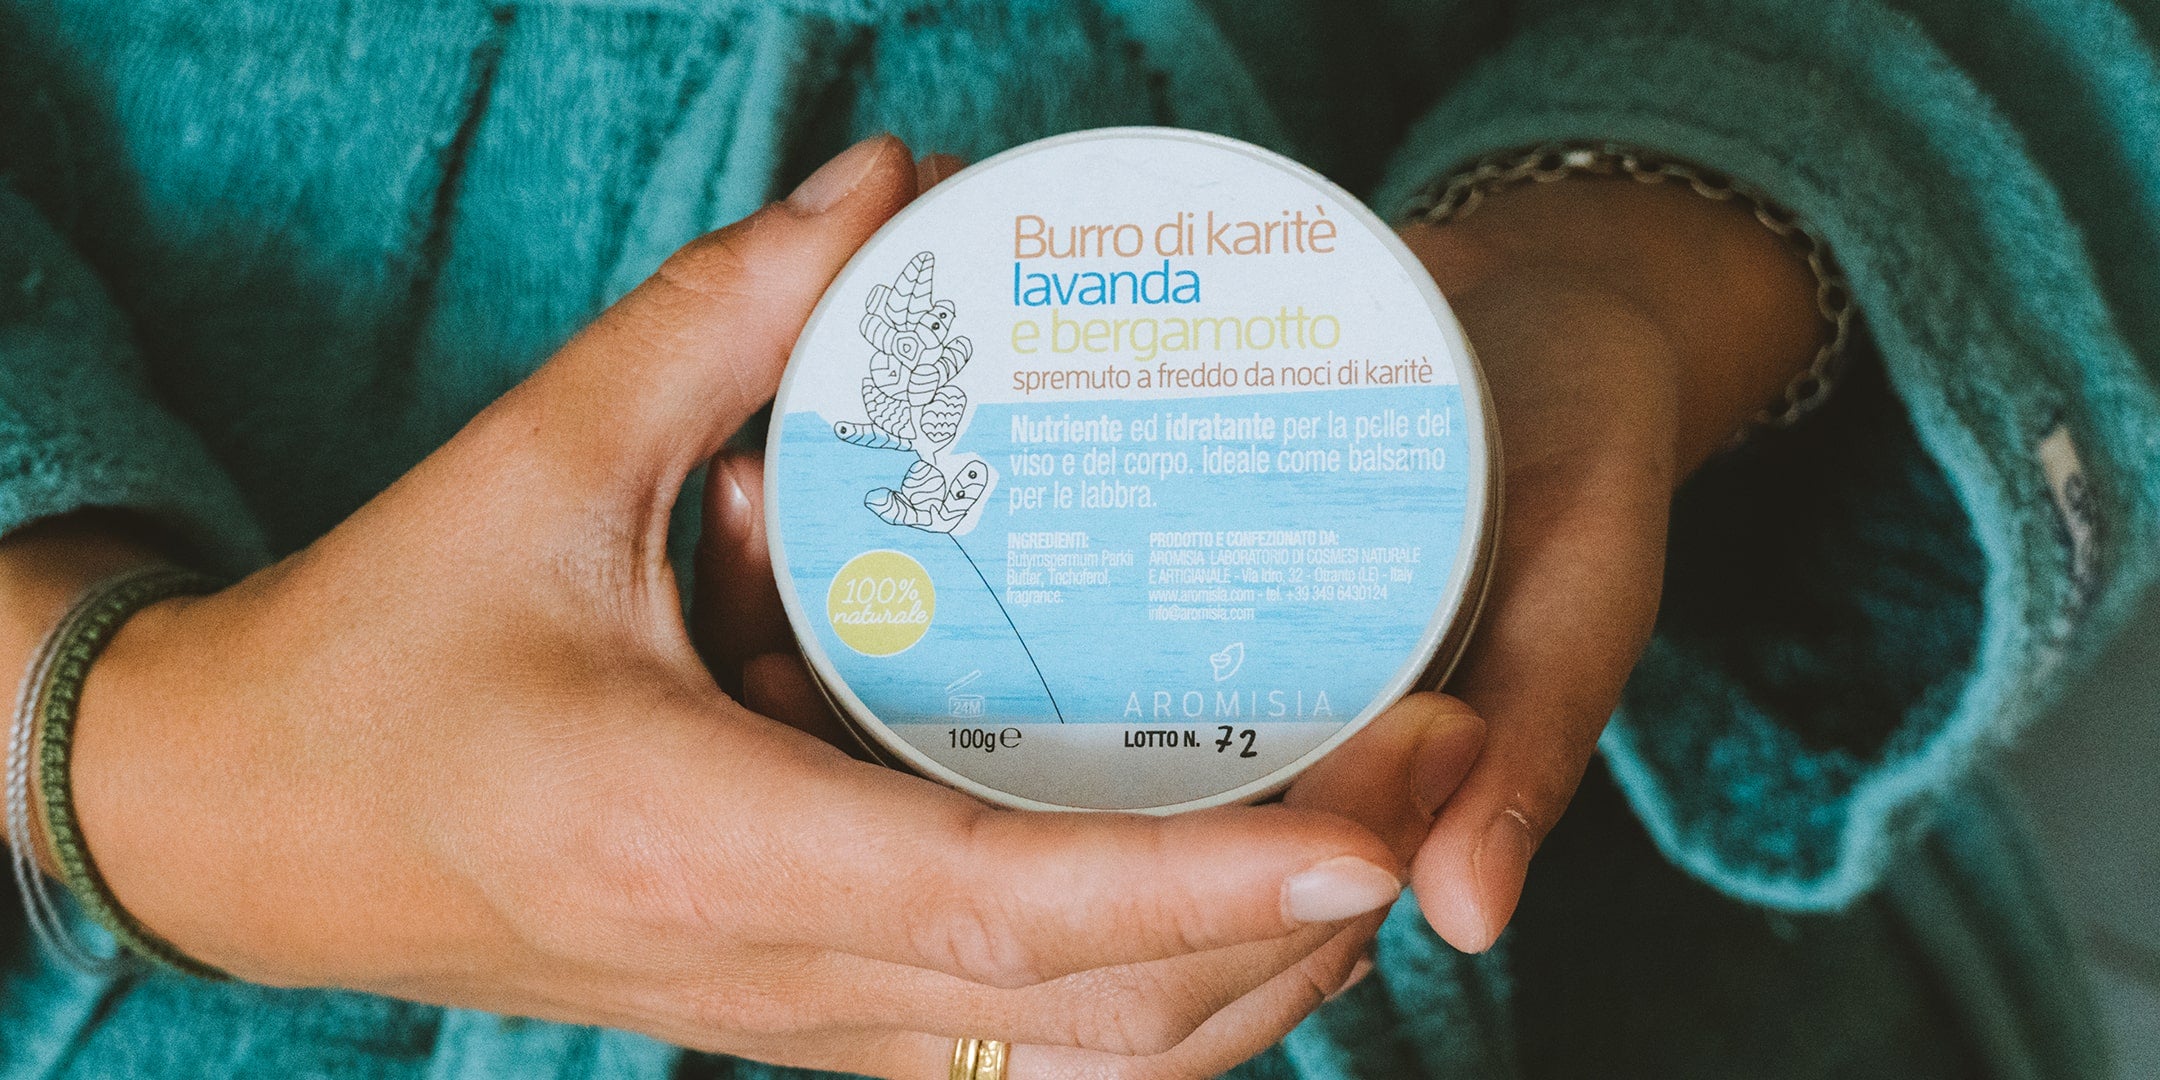 Burro di karitè
lavanda
e bergamotto
spremuto a freddo da noci di karitè
Nutriente ed idratante per la pelle del
viso e del corpo. Ideale come balsamo
per le labbra.
INGREDIENTI:
Butyrospermum Parkii
Butter, Tochoferol,
fragrance.
PRODOTTO E CONFEZIONATO DA:
AROMISIA LABORATORIO DI COSMESI NATURALE
E ARTIGIANALE - Via Idro, 32 - Otranto (LE) - Italy
www.aromisia.com - tel. +39 349 6430124
info@aromisia.com
100%
naturale
24M
AROMISIA
100g ℮
LOTTO N. 72